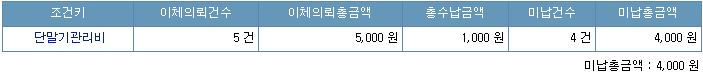 조건키 이체의뢰건수 이체의뢰총금액 총수납금액 미납건수 미납총금액
단말기관리비 5 건 5,000 원 1,000 원 4 건 4,000 원
미납총금액 : 4,000 원